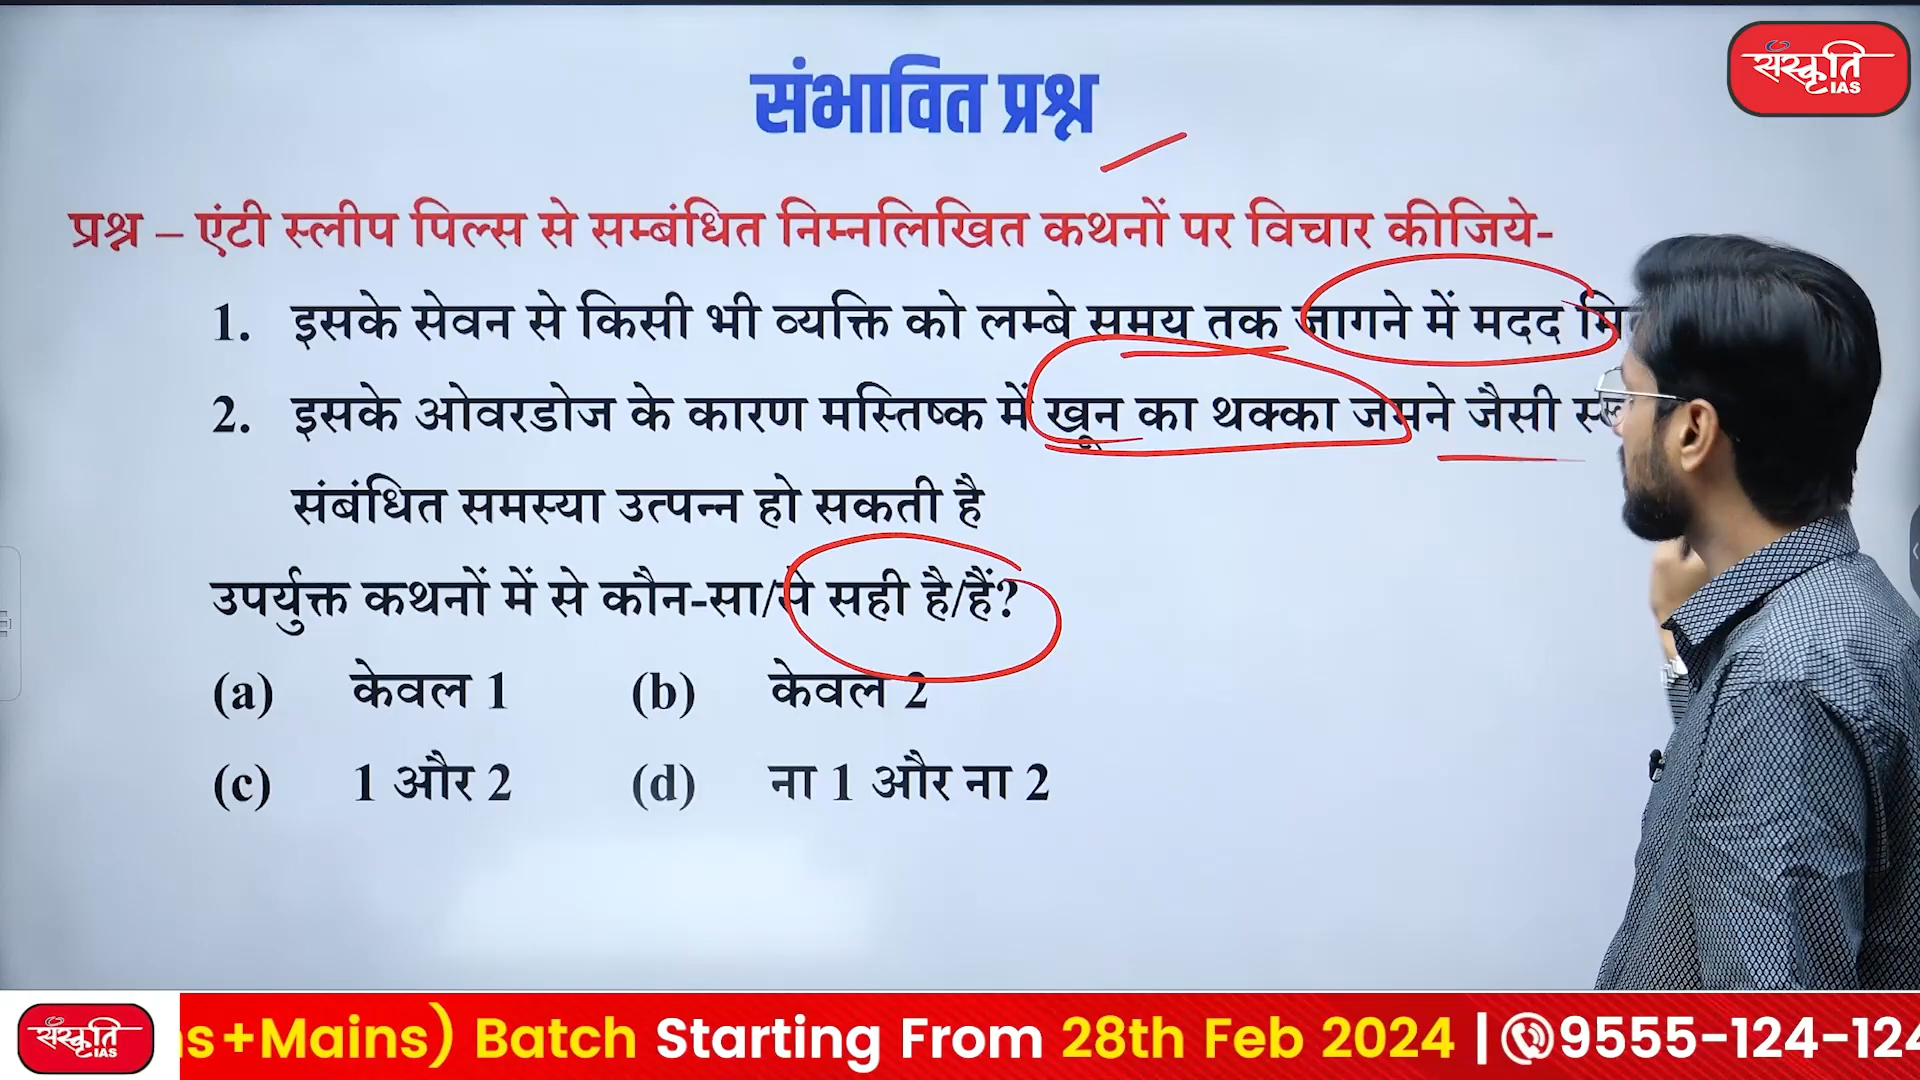 संस्कृति
IAS
संभावित प्रश्न
प्रश्न – एंटी स्लीप पिल्स से सम्बंधित निम्नलिखित कथनों पर विचार कीजिये-
1. इसके सेवन से किसी भी व्यक्ति को लम्बे समय तक जागने में मदद
2. इसके ओवरडोज के कारण मस्तिष्क में खून का थक्का जमने जैसी
संबंधित समस्या उत्पन्न हो सकती है
उपर्युक्त कथनों में से कौन-सा/से सही है/हैं?
(a) केवल 1 (b) केवल 2
(c) 1 और 2 (d) ना 1 और ना 2
संस्कृति
IAS
+Mains) Batch Starting From 28th Feb 2024 | 9555-124-124